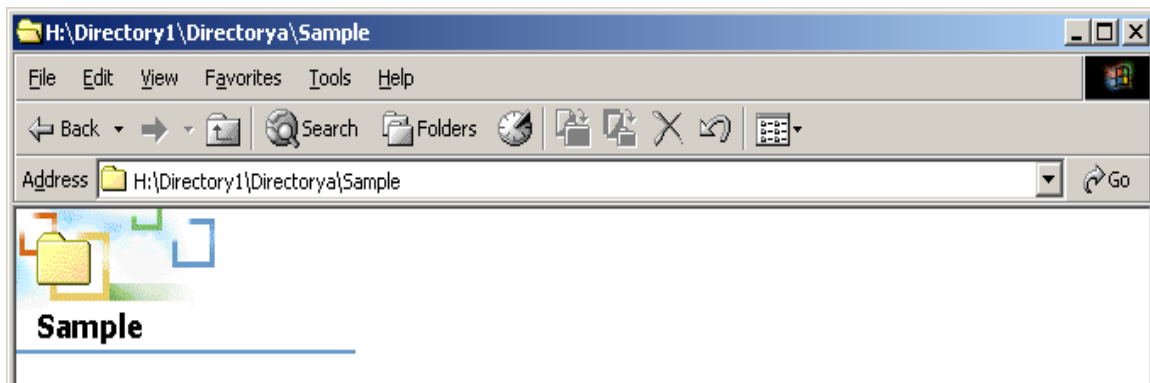 H:\Directory1\Directorya\Sample
File Edit View Favorites Tools Help
Back Search Folders
Address H:\Directory1\Directorya\Sample Go
Sample